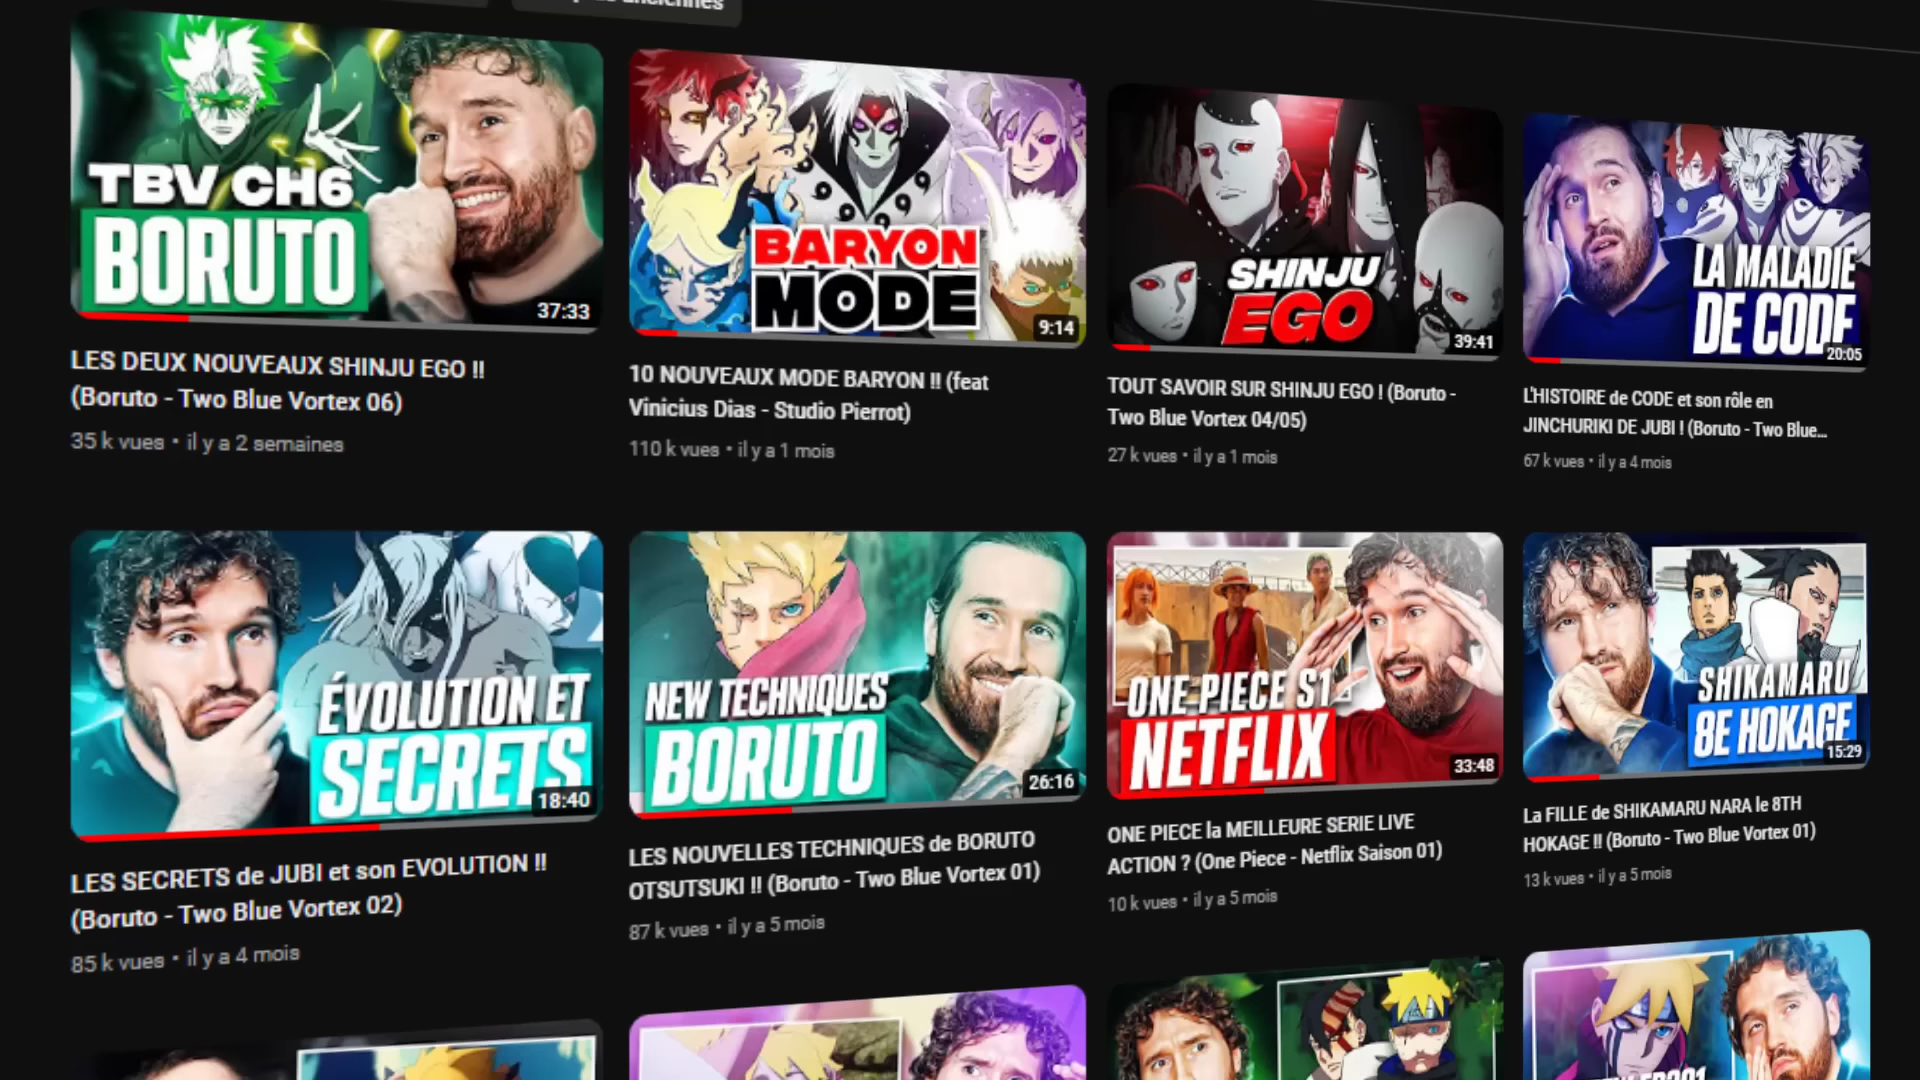 anciennes
TBV CH6
BORUTO
37:33
LES DEUX NOUVEAUX SHINJU EGO !!
(Boruto - Two Blue Vortex 06)
35 k vues • il y a 2 semaines
BARYON
MODE
9:14
10 NOUVEAUX MODE BARYON !! (feat
Vinicius Dias - Studio Pierrot)
110 k vues • il y a 1 mois
SHINJU
EGO
39:41
TOUT SAVOIR SUR SHINJU EGO ! (Boruto -
Two Blue Vortex 04/05)
27 k vues • il y a 1 mois
LA MALADIE
DE CODE
20:05
L'HISTOIRE de CODE et son rôle en
JINCHURIKI DE JUBI ! (Boruto - Two Blue...
67 k vues • il y a 4 mois
ÉVOLUTION ET
SECRETS
18:40
LES SECRETS de JUBI et son EVOLUTION !!
(Boruto - Two Blue Vortex 02)
85 k vues • il y a 4 mois
NEW TECHNIQUES
BORUTO
26:16
LES NOUVELLES TECHNIQUES de BORUTO
OTSUTSUKI !! (Boruto - Two Blue Vortex 01)
87 k vues • il y a 5 mois
ONE PIECE S1
NETFLIX
33:48
ONE PIECE la MEILLEURE SERIE LIVE
ACTION ? (One Piece - Netflix Saison 01)
10 k vues • il y a 5 mois
SHIKAMARU
8E HOKAGE
15:29
La FILLE de SHIKAMARU NARA le 8TH
HOKAGE !! (Boruto - Two Blue Vortex 01)
13 k vues • il y a 5 mois